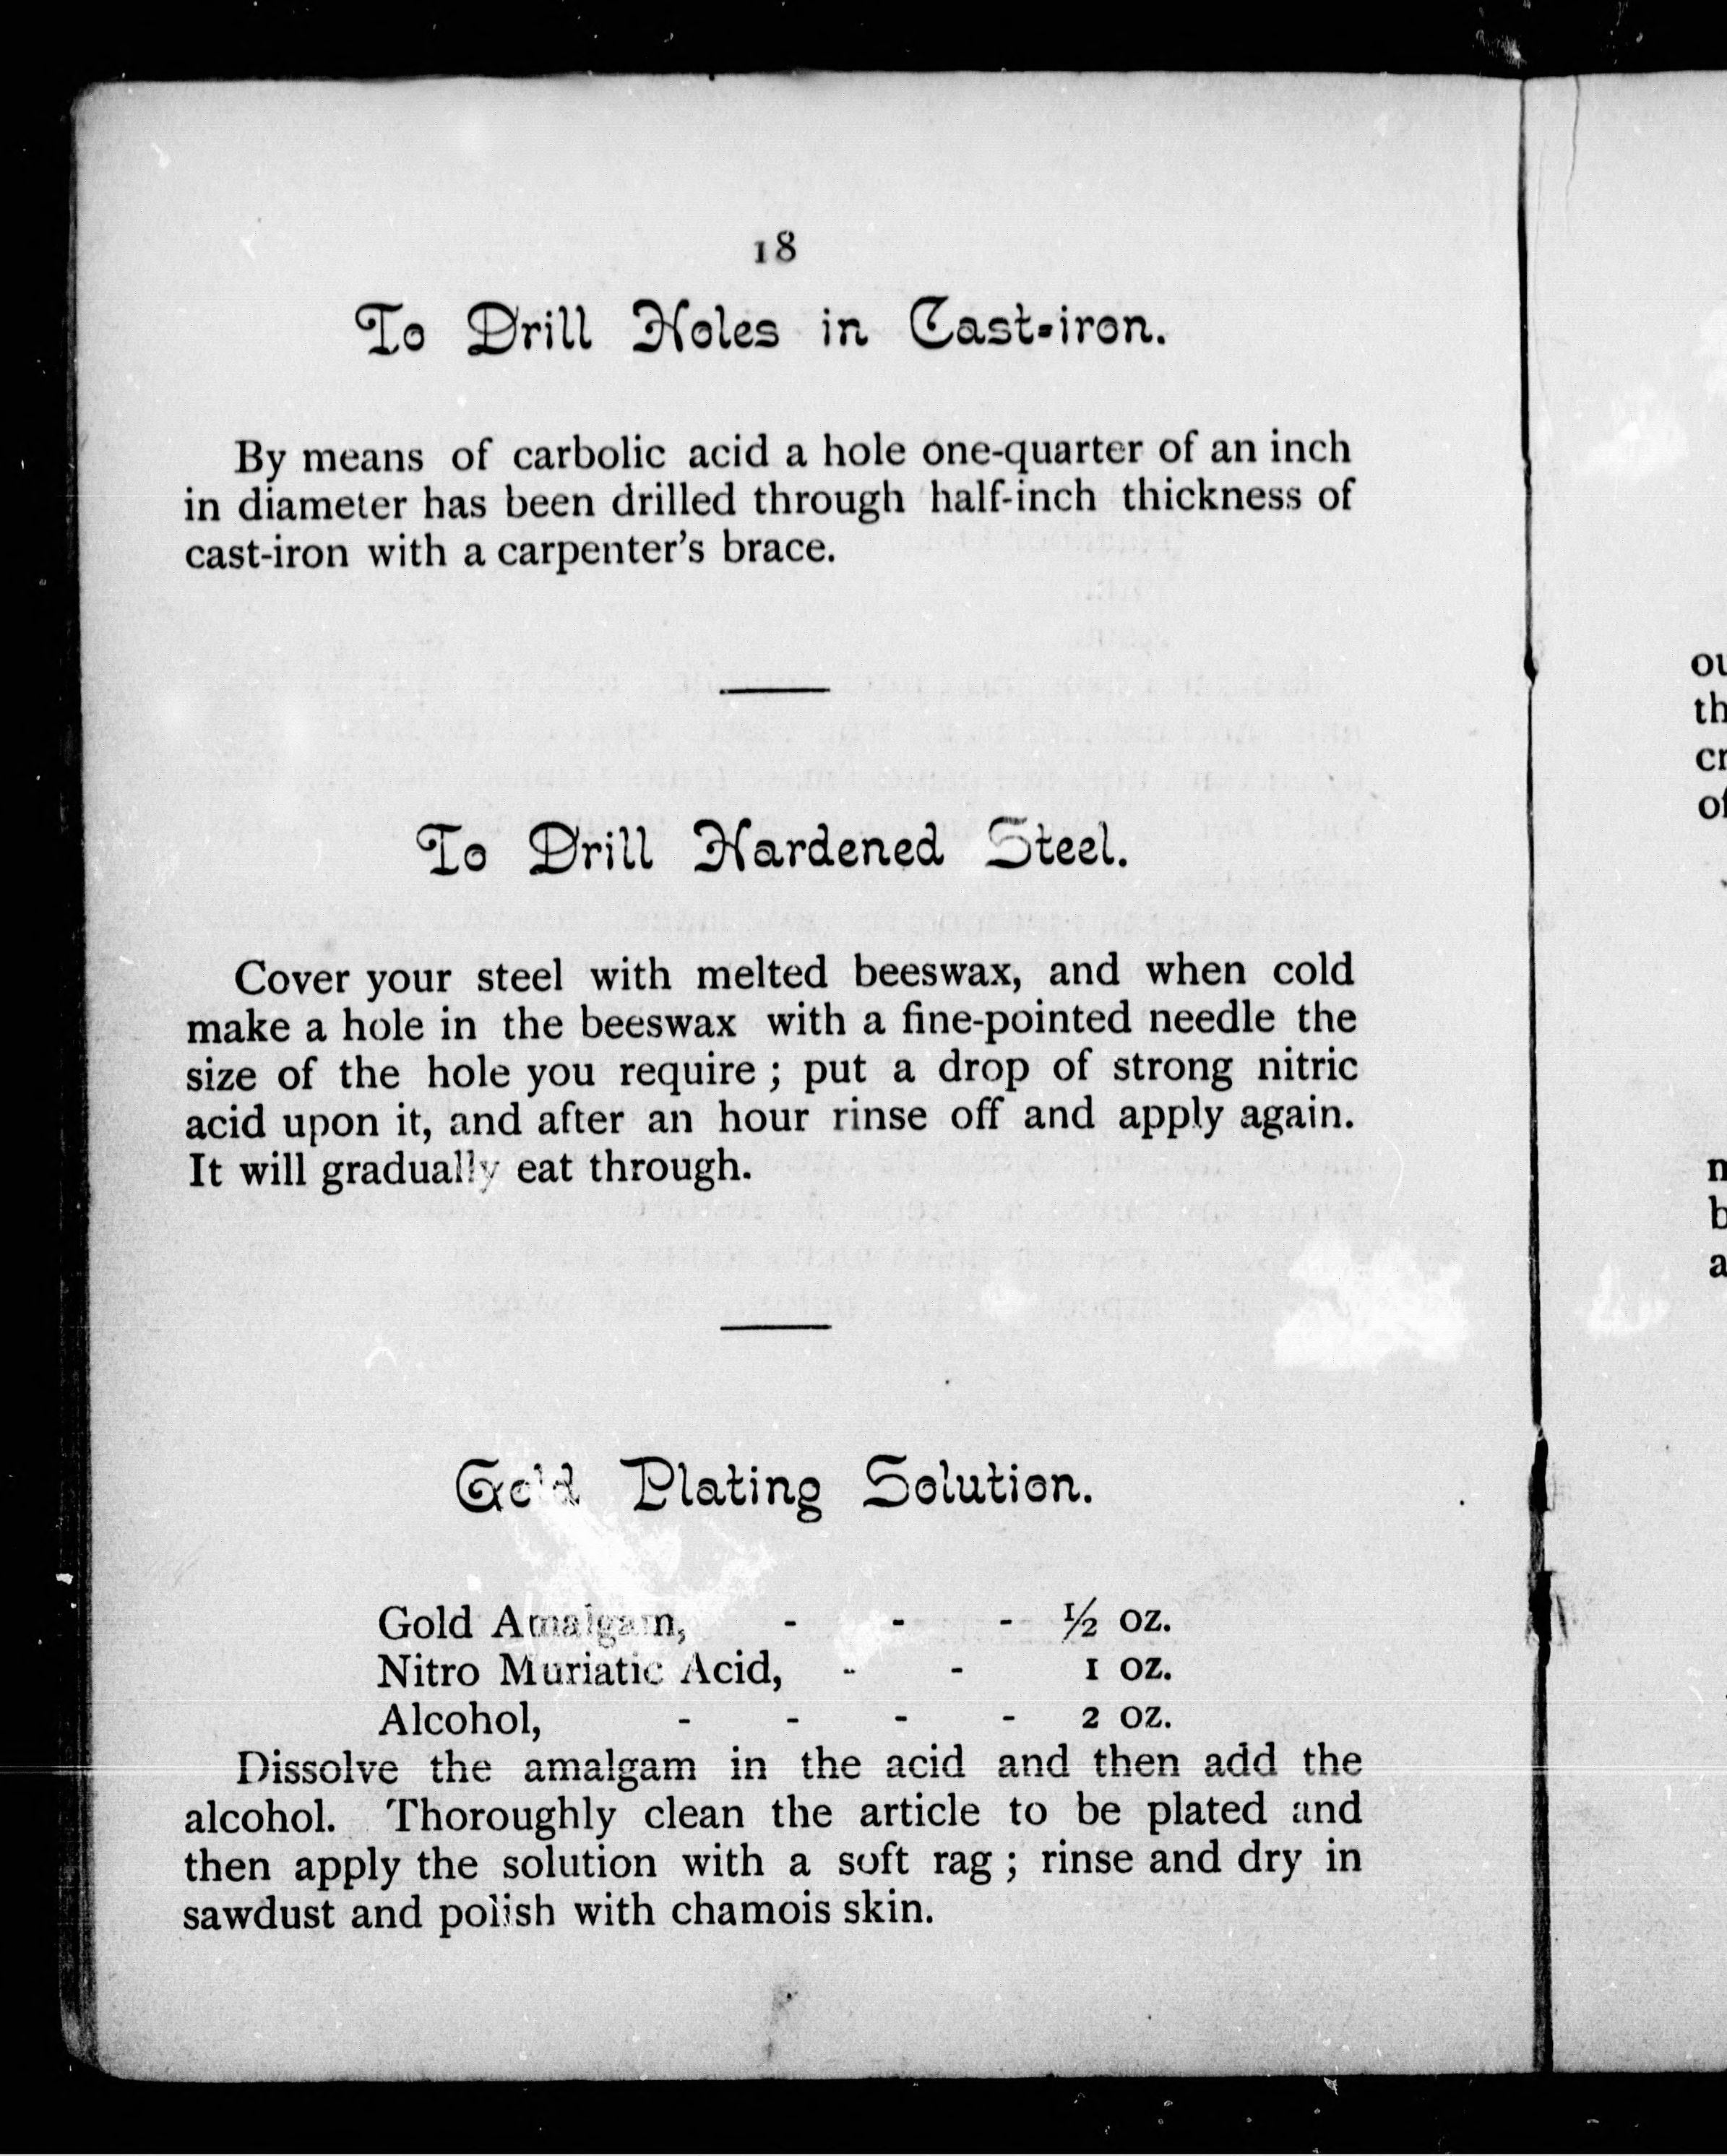 18
To Drill Holes in Cast-iron.
By means of carbolic acid a hole one-quarter of an inch
in diameter has been drilled through half-inch thickness of
cast-iron with a carpenter's brace.
To Drill Hardened Steel.
Cover your steel with melted beeswax, and when cold
make a hole in the beeswax with a fine-pointed needle the
size of the hole you require ; put a drop of strong nitric
acid upon it, and after an hour rinse off and apply again.
It will gradually eat through.
Gold Plating Solution.
Gold Amalgam, - - - ½ oz.
Nitro Muriatic Acid, - - 1 oz.
Alcohol, - - - - 2 oz.
Dissolve the amalgam in the acid and then add the
alcohol. Thoroughly clean the article to be plated and
then apply the solution with a soft rag ; rinse and dry in
sawdust and polish with chamois skin.